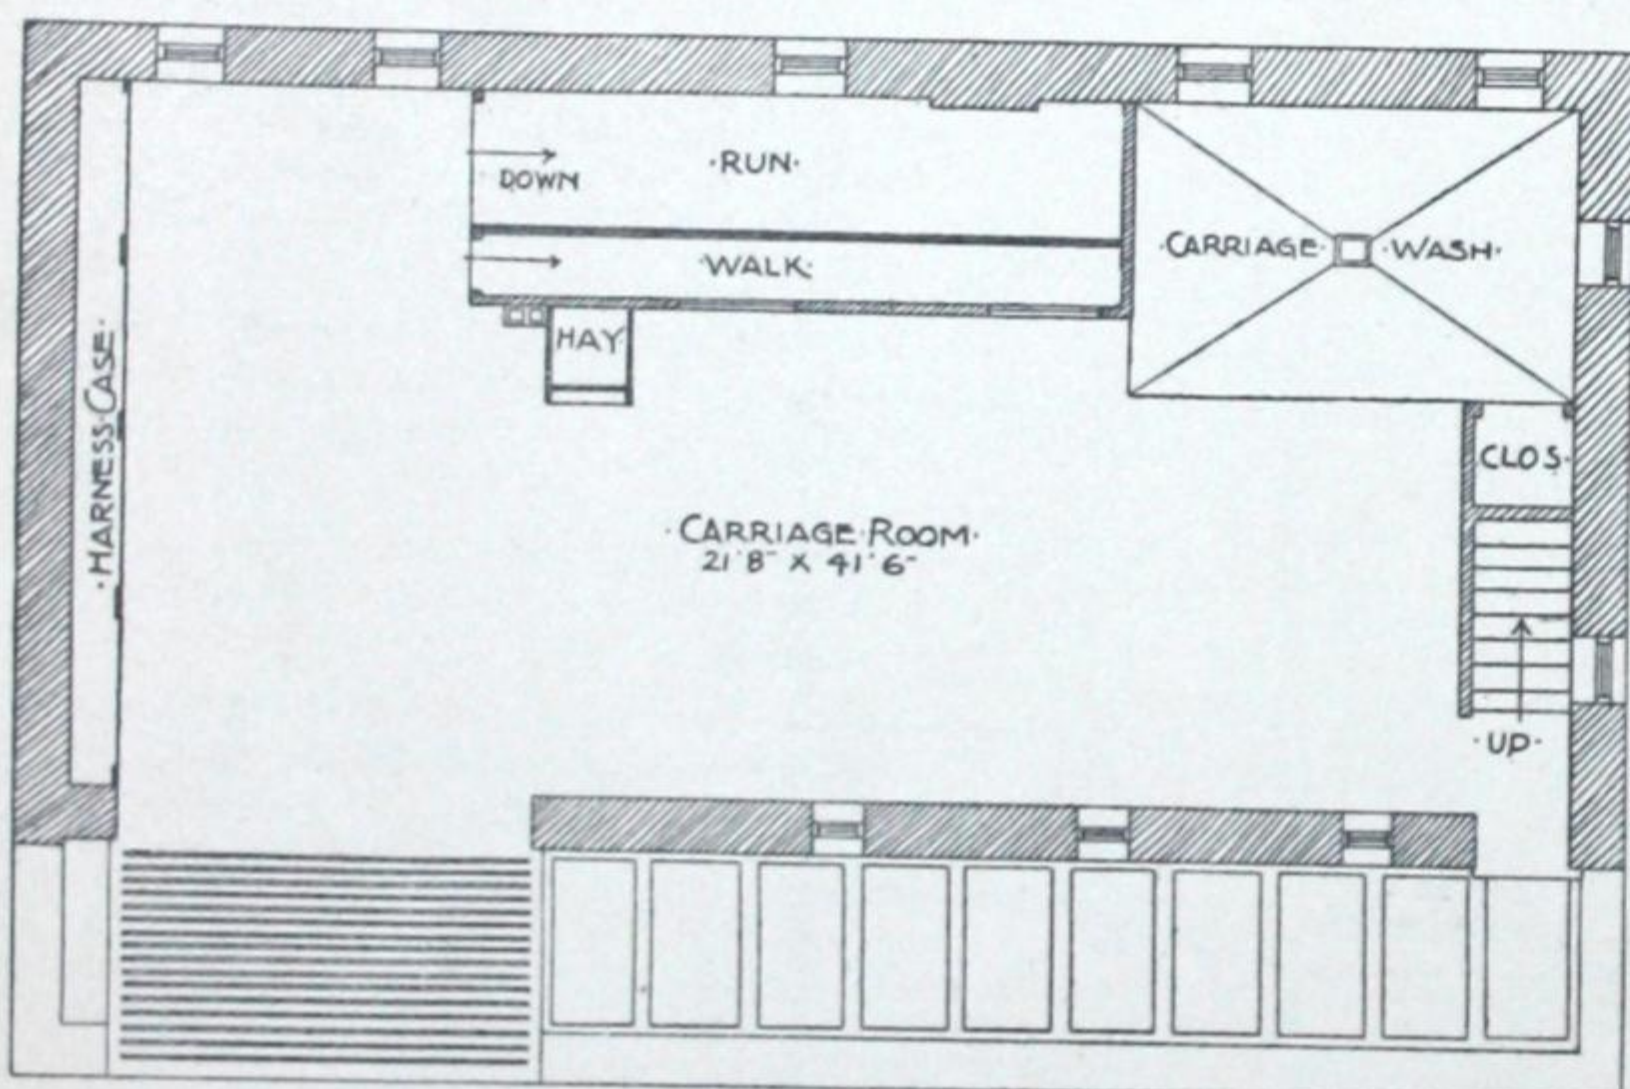 ·RUN·
DOWN
·WALK·
·CARRIAGE· ·WASH·
HAY·
·HARNESS·CASE·
CLOS·
·CARRIAGE·ROOM·
21'8" X 41'6"
·UP·